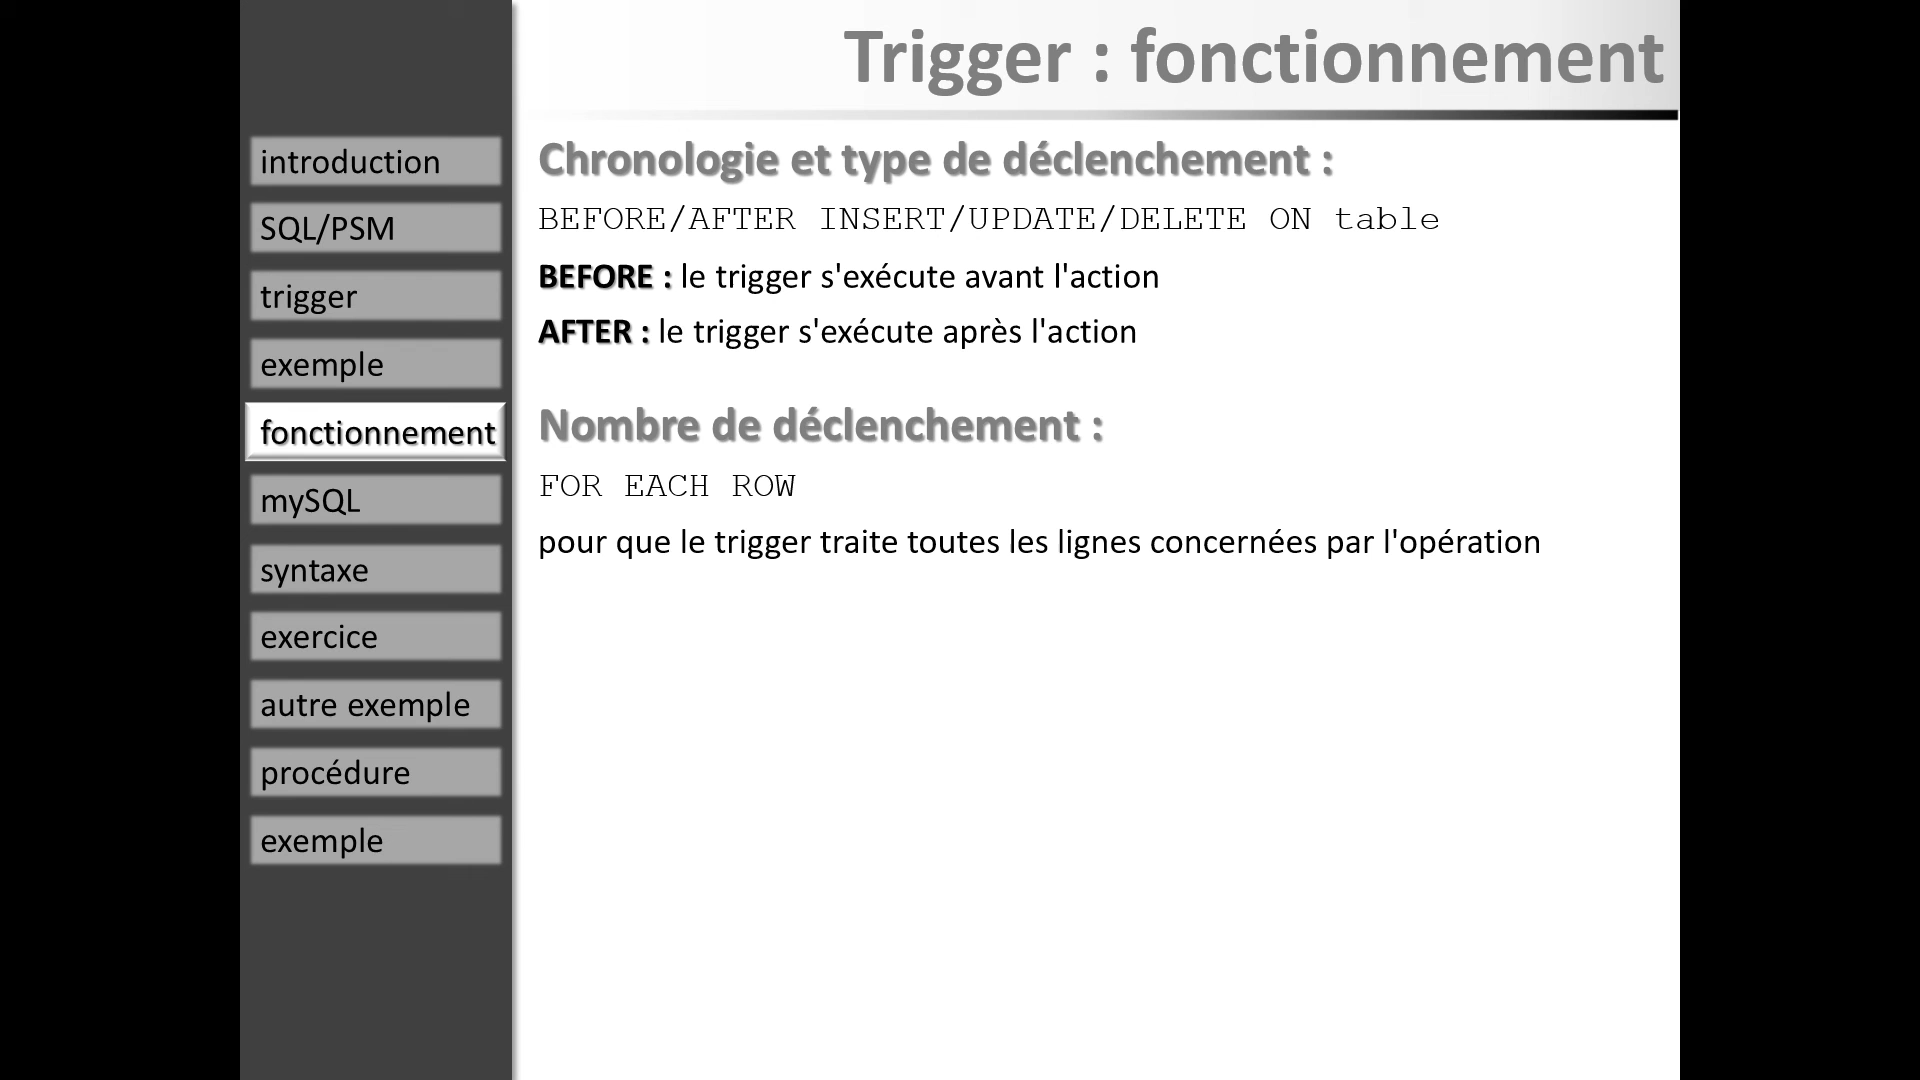 Trigger : fonctionnement
introduction
SQL/PSM
trigger
exemple
fonctionnement
mySQL
syntaxe
exercice
autre exemple
procédure
exemple
Chronologie et type de déclenchement :
BEFORE/AFTER INSERT/UPDATE/DELETE ON table
BEFORE : le trigger s'exécute avant l'action
AFTER : le trigger s'exécute après l'action
Nombre de déclenchement :
FOR EACH ROW
pour que le trigger traite toutes les lignes concernées par l'opération